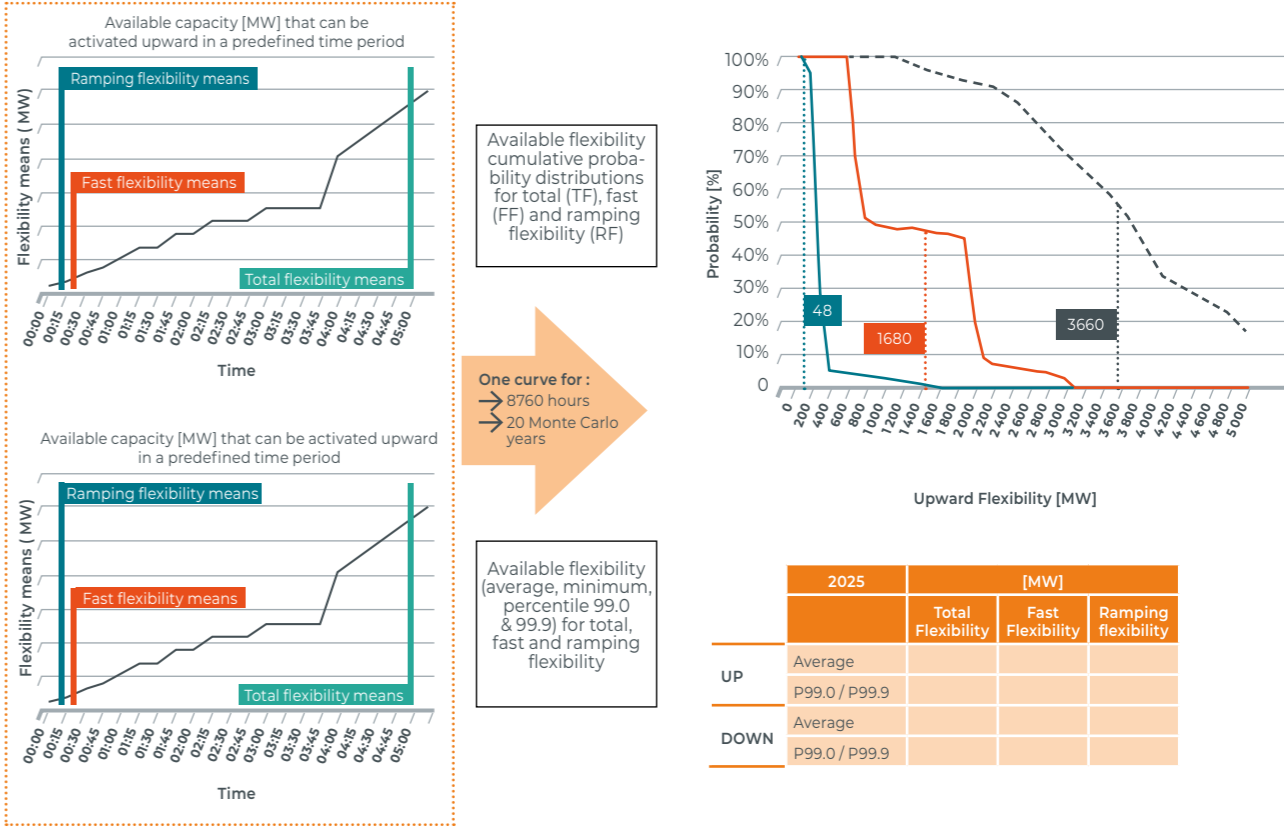 Available capacity [MW] that can be
activated upward in a predefined time period
Flexibility means ( MW)
Ramping flexibility means
Fast flexibility means
Total flexibility means
00:00
00:15
00:30
00:45
01:00
01:15
01:30
01:45
02:00
02:15
02:30
02:45
03:00
03:15
03:30
03:45
04:00
04:15
04:30
04:45
05:00
Time
Available capacity [MW] that can be activated upward
in a predefined time period
Flexibility means ( MW)
Ramping flexibility means
Fast flexibility means
Total flexibility means
00:00
00:15
00:30
00:45
01:00
01:15
01:30
01:45
02:00
02:15
02:30
02:45
03:00
03:15
03:30
03:45
04:00
04:15
04:30
04:45
05:00
Time
Available flexibility
cumulative proba-
bility distributions
for total (TF), fast
(FF) and ramping
flexibility (RF)
One curve for :
→ 8760 hours
→ 20 Monte Carlo
years
Available flexibility
(average, minimum,
percentile 99.0
& 99.9) for total,
fast and ramping
flexibility
Probability [%]
100%
90%
80%
70%
60%
50%
40%
30%
20%
10%
0
48
1680
3660
0
200
400
600
800
1000
1200
1400
1600
1800
2 000
2 200
2 400
2 600
2 800
3 000
3 200
3 400
3 600
3 800
4 000
4 200
4 400
4 600
4 800
5 000
Upward Flexibility [MW]
2025 [MW]
Total Flexibility Fast Flexibility Ramping flexibility
UP
Average
P99.0 / P99.9
DOWN
Average
P99.0 / P99.9